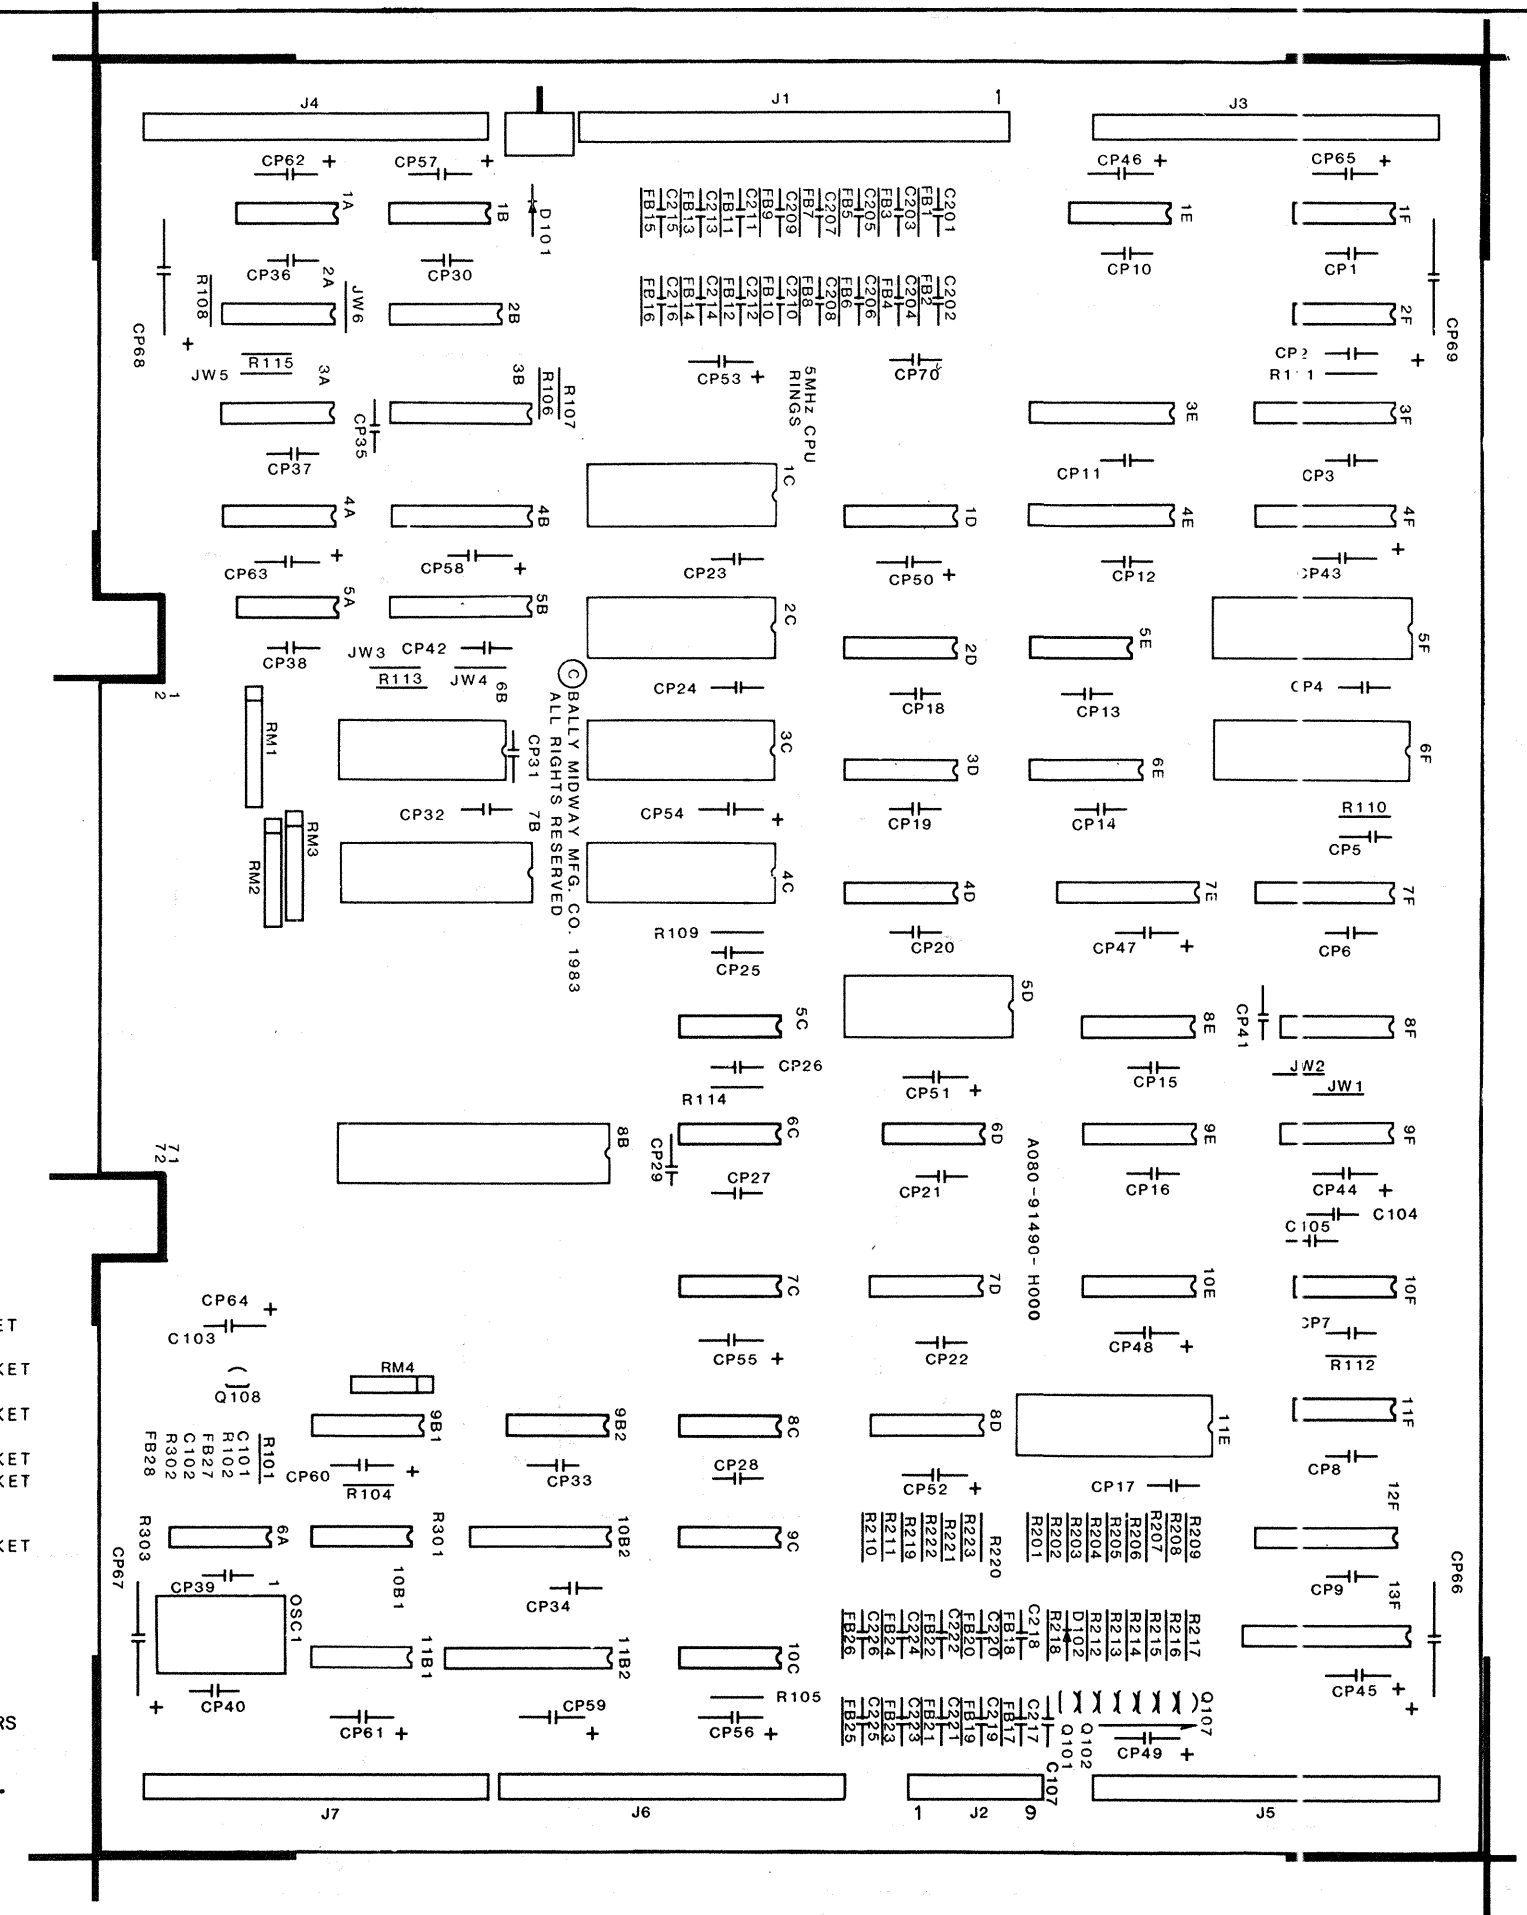 J4
J1
1
J3
CP62 +
CP57 +
CP46 +
CP65 +
1A
1B
D101
FB15
C215
FB13
C213
FB11
C211
FB9
C209
FB7
C207
FB5
C205
FB3
C203
FB1
C201
1E
1F
CP36
CP30
CP10
CP1
R108
2A
JW6
2B
FB16
C216
FB14
C214
FB12
C212
FB10
C210
FB8
C208
FB6
C206
FB4
C204
FB2
C202
2F
CP68
+
CP69
R115
JW5
3A
3B
R106
R107
CP53 +
CP70
CP2
+
R111
5MHz CPU
RINGS
CP35
3E
3F
CP37
1C
CP11
CP3
4A
4B
1D
4E
4F
CP63 +
CP58 +
CP23
CP50 +
CP12
CP43
+
5A
5B
2C
2D
5E
5F
CP38
JW3
CP42
R113
JW4
6B
CP24
CP18
CP13
CP4
1
2
© BALLY MIDWAY MFG. CO. 1983
ALL RIGHTS RESERVED
RM1
CP31
3C
3D
6E
6F
CP32
7B
CP54 +
CP19
CP14
R110
CP5
RM3
RM2
4C
4D
7E
7F
R109
CP25
CP20
CP47 +
CP6
5C
5D
8E
CP41
8F
CP26
R114
CP51 +
CP15
JW2
JW1
8B
CP29
6C
6D
9E
9F
71
72
CP27
CP21
CP16
CP44 +
C104
C105
A080-91490-H000
7C
7D
10E
10F
CP64 +
C103
CP55 +
CP22
CP48 +
CP7
R112
ET
KET
Q108
RM4
KET
9B1
9B2
8C
8D
11E
11F
FB28
R302
C102
FB27
R102
C101
R101
KET
KET
CP60 +
R104
CP33
CP28
CP52 +
CP17
CP8
12F
KET
R303
6A
R301
10B2
9C
R210
R211
R219
R222
R221
R223
R220
R201
R202
R203
R204
R205
R206
R207
R208
R209
CP67
CP39
1
OSC1
10B1
CP34
CP9
13F
CP66
11B1
11B2
10C
FB26
C226
FB24
C224
FB22
C222
FB20
C220
FB18
C218
R218
D102
R212
R213
R214
R215
R216
R217
CP40
+
CP61 +
CP59
+
R105
CP56 +
CP45 +
+
RS
FB25
C225
FB23
C223
FB21
C221
FB19
C219
FB17
C217
Q101
Q102
Q107
CP49 +
C107
J7
J6
1
J2
9
J5